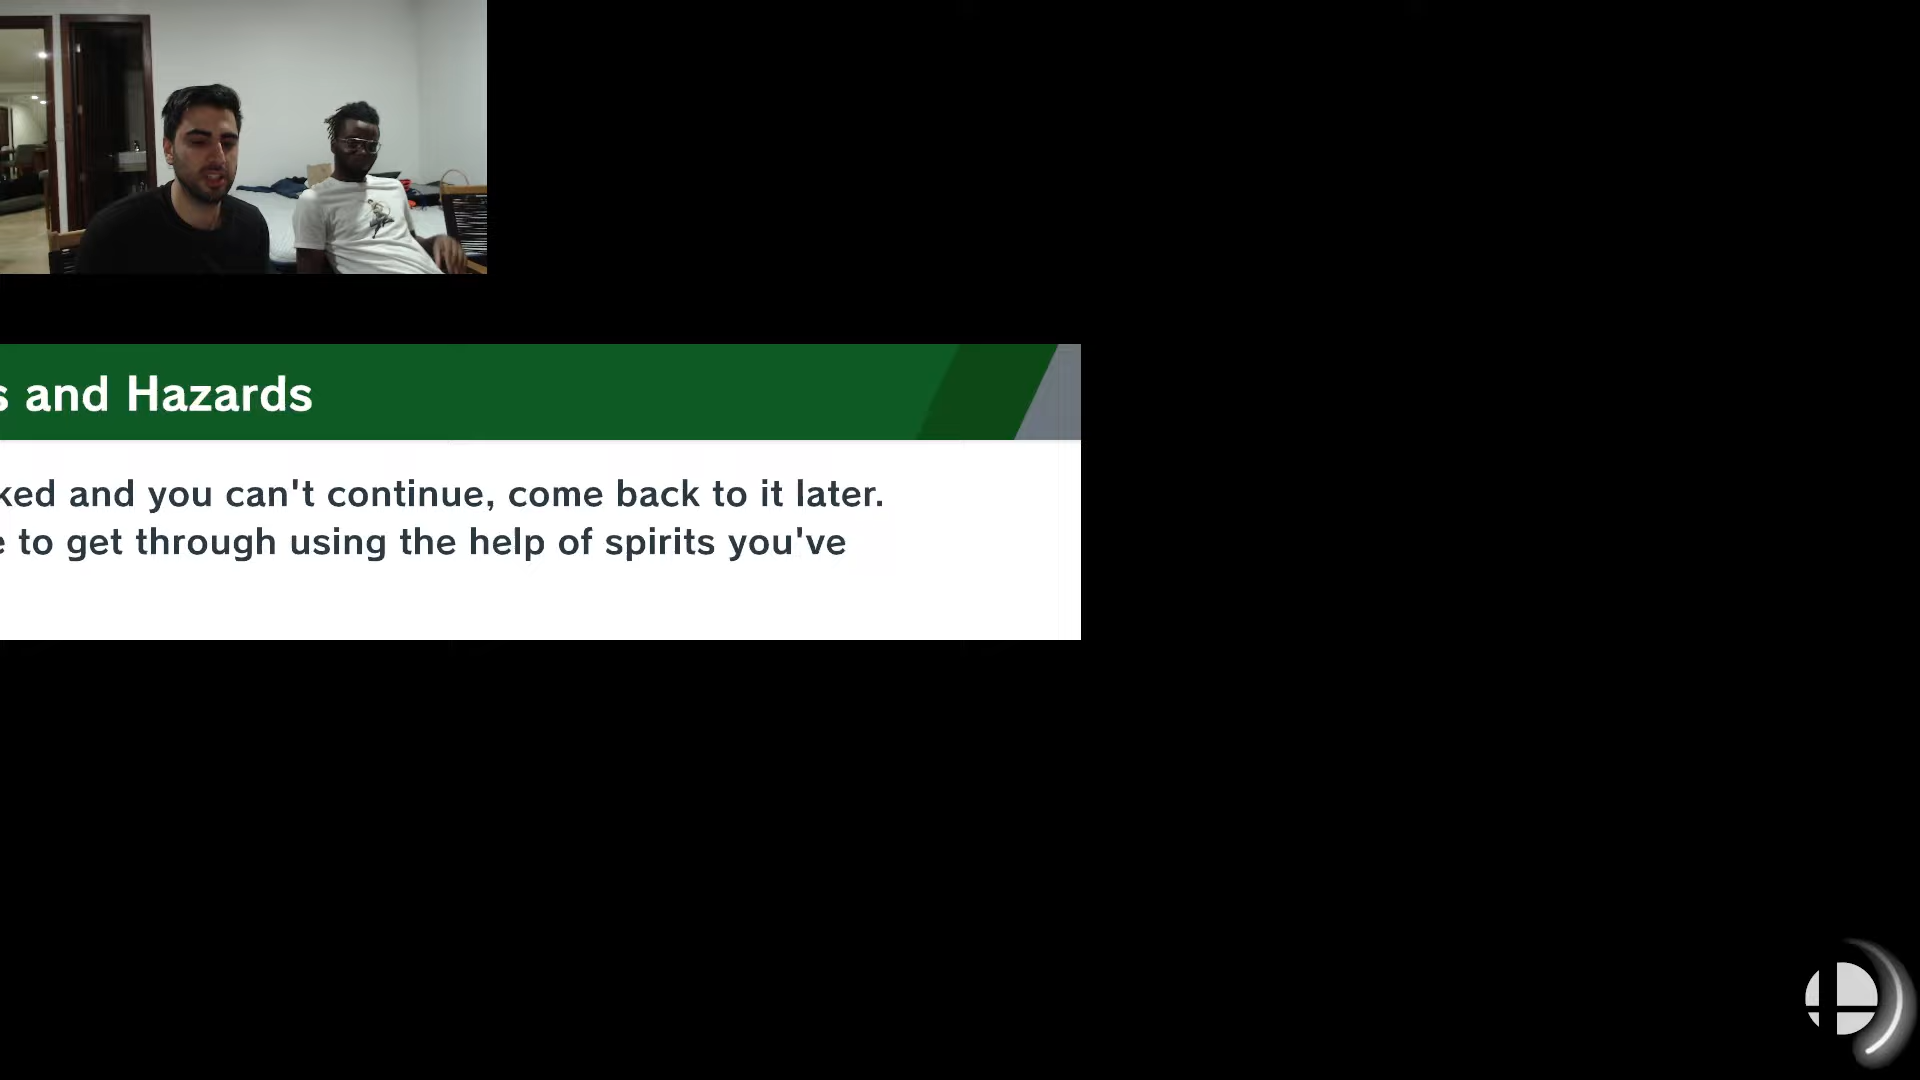 s and Hazards
ked and you can't continue, come back to it later.
e to get through using the help of spirits you've